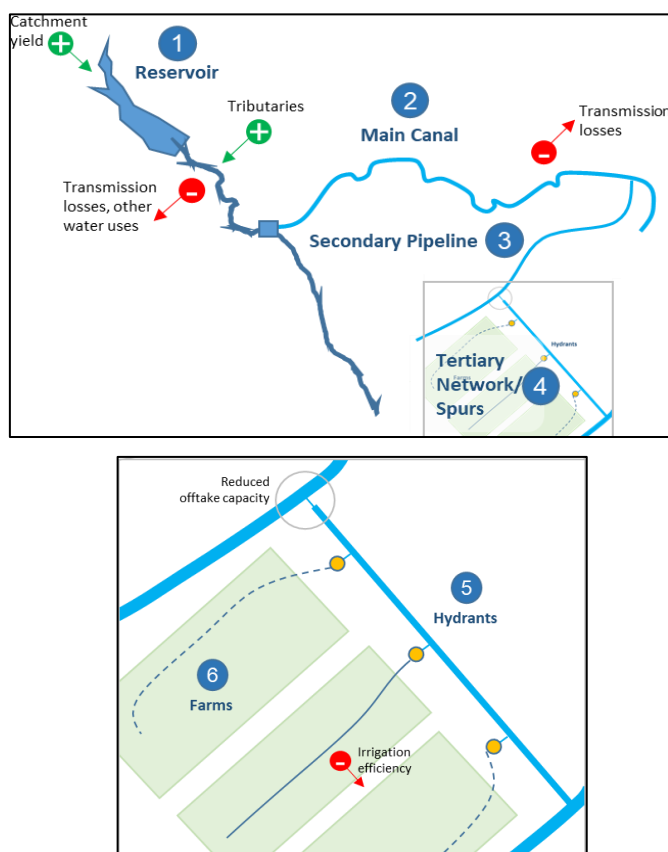 Catchment
yield
1
Reservoir
Tributaries
2
Main Canal
Transmission
losses
Transmission
losses, other
water uses
Secondary Pipeline 3
Hydrants
Tertiary
Farms
Network/ 4
Spurs
Reduced
offtake capacity
5
Hydrants
6
Farms
Irrigation
efficiency